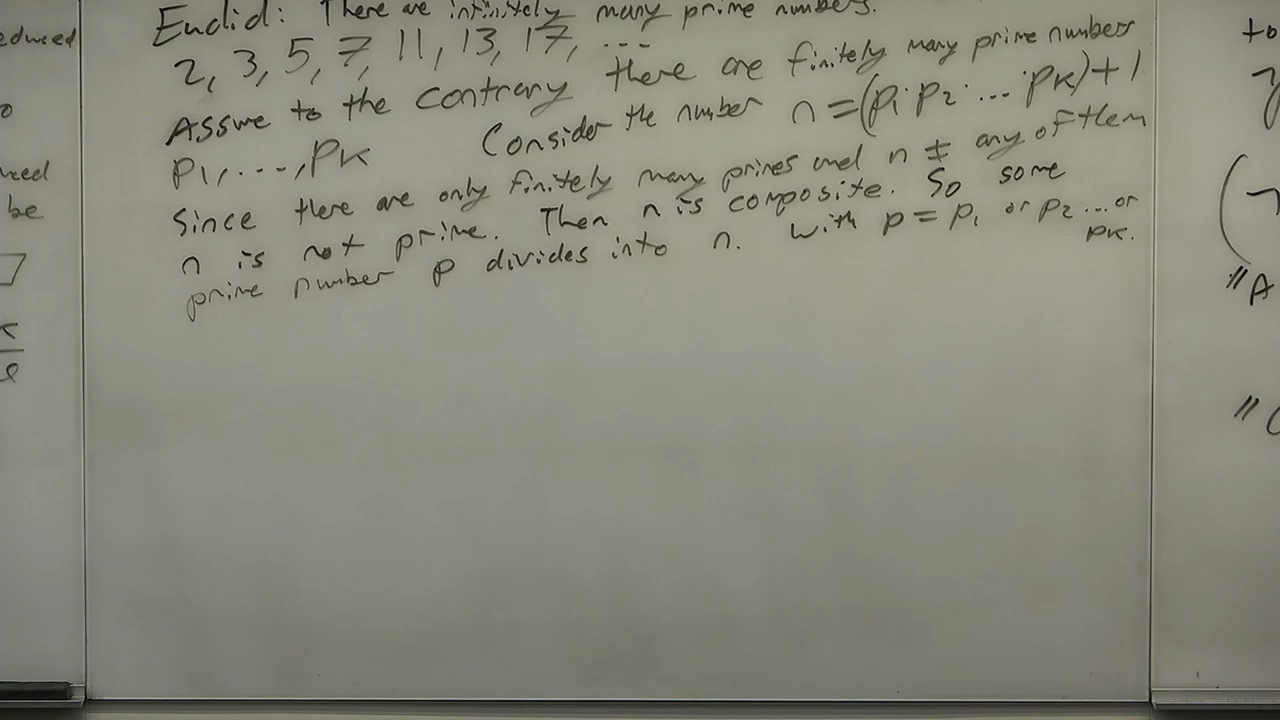 Euclid: There are infinitely many prime numbers.
2, 3, 5, 7, 11, 13, 17, ...
Assume to the contrary there are finitely many prime numbers
p1, ..., pk Consider the number n = (p1 · p2 · ... · pk) + 1
Since there are only finitely many primes and n ≠ any of them
n is not prime. Then n is composite. So some
prime number p divides into n. with p = p1 or p2 ... or
pk.
be
to
"A